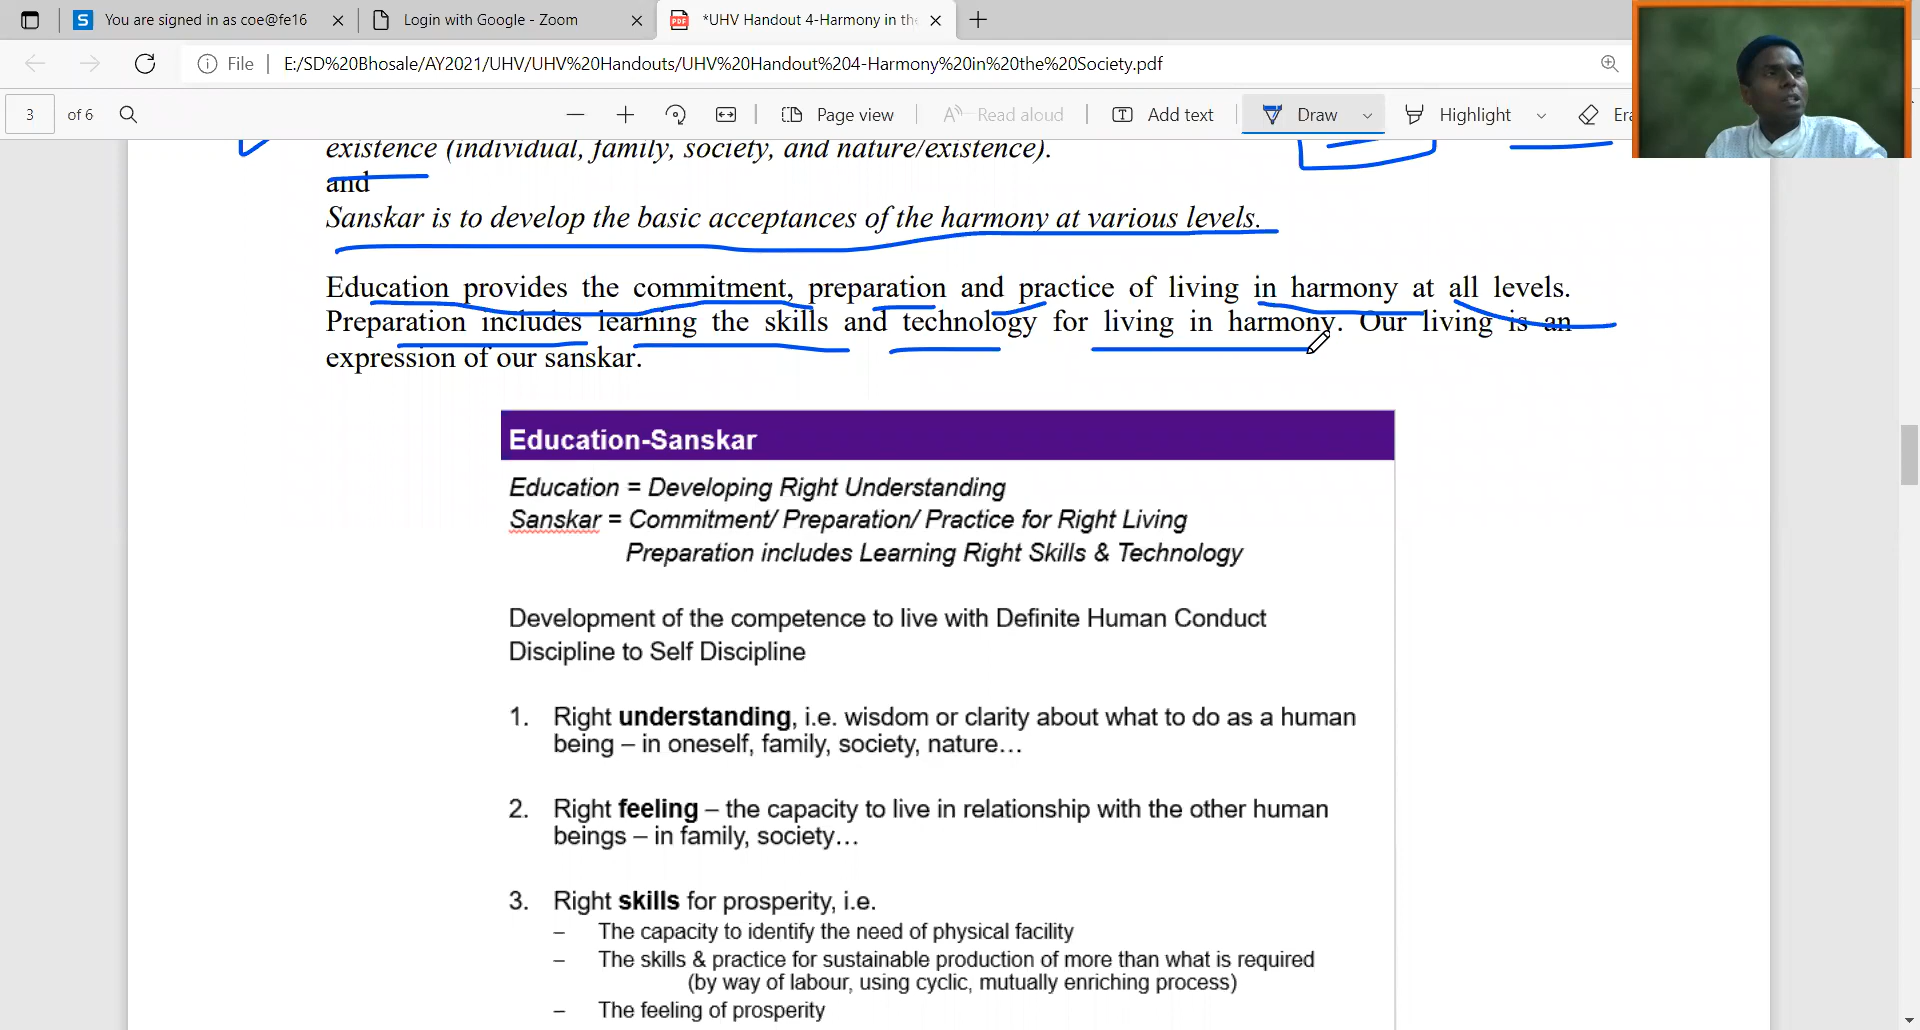 You are signed in as coe@fe16
Login with Google - Zoom
*UHV Handout 4-Harmony in the
File
E:/SD%20Bhosale/AY2021/UHV/UHV%20Handouts/UHV%20Handout%204-Harmony%20in%20the%20Society.pdf
3 of 6
Page view
Read aloud
Add text
Draw
Highlight
Era
existence (individual, family, society, and nature/existence).
and
Sanskar is to develop the basic acceptances of the harmony at various levels.
Education provides the commitment, preparation and practice of living in harmony at all levels.
Preparation includes learning the skills and technology for living in harmony. Our living is an
expression of our sanskar.
Education-Sanskar
Education = Developing Right Understanding
Sanskar = Commitment/ Preparation/ Practice for Right Living
Preparation includes Learning Right Skills & Technology
Development of the competence to live with Definite Human Conduct
Discipline to Self Discipline
1. Right understanding, i.e. wisdom or clarity about what to do as a human
being – in oneself, family, society, nature…
2. Right feeling – the capacity to live in relationship with the other human
beings – in family, society…
3. Right skills for prosperity, i.e.
– The capacity to identify the need of physical facility
– The skills & practice for sustainable production of more than what is required
(by way of labour, using cyclic, mutually enriching process)
– The feeling of prosperity